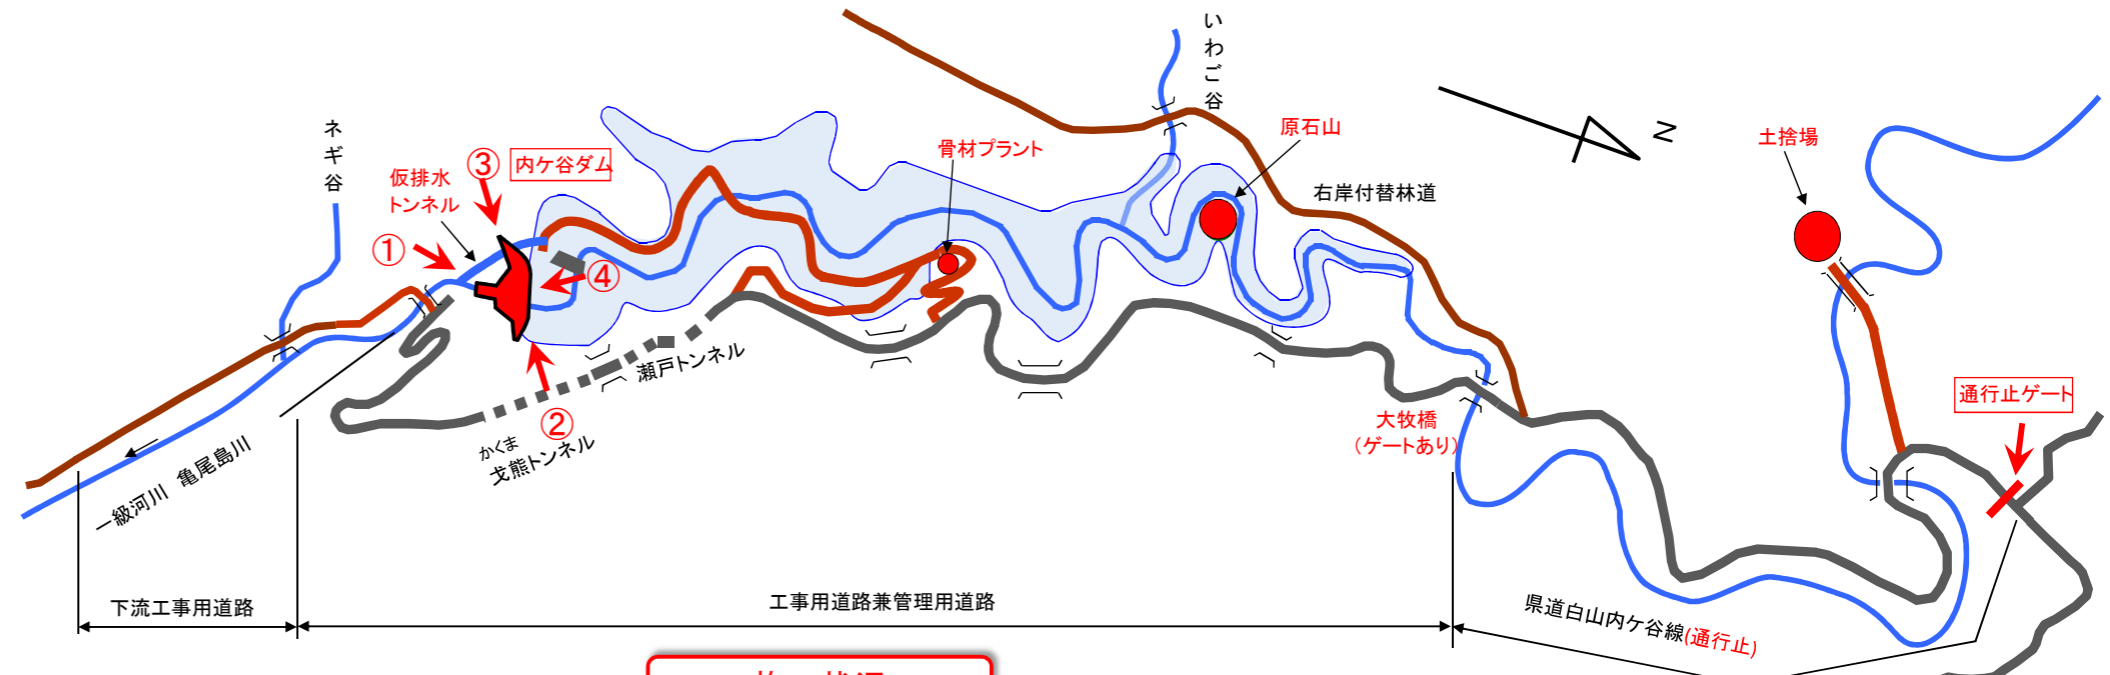 いわご谷
ネギ谷
③
内ケ谷ダム
仮排水
トンネル
①
④
骨材プラント
原石山
右岸付替林道
N
土捨場
通行止ゲート
瀬戸トンネル
②
かくま
戈熊トンネル
大牧橋
（ゲートあり）
一級河川 亀尾島川
下流工事用道路
工事用道路兼管理用道路
県道白山内ケ谷線(通行止)